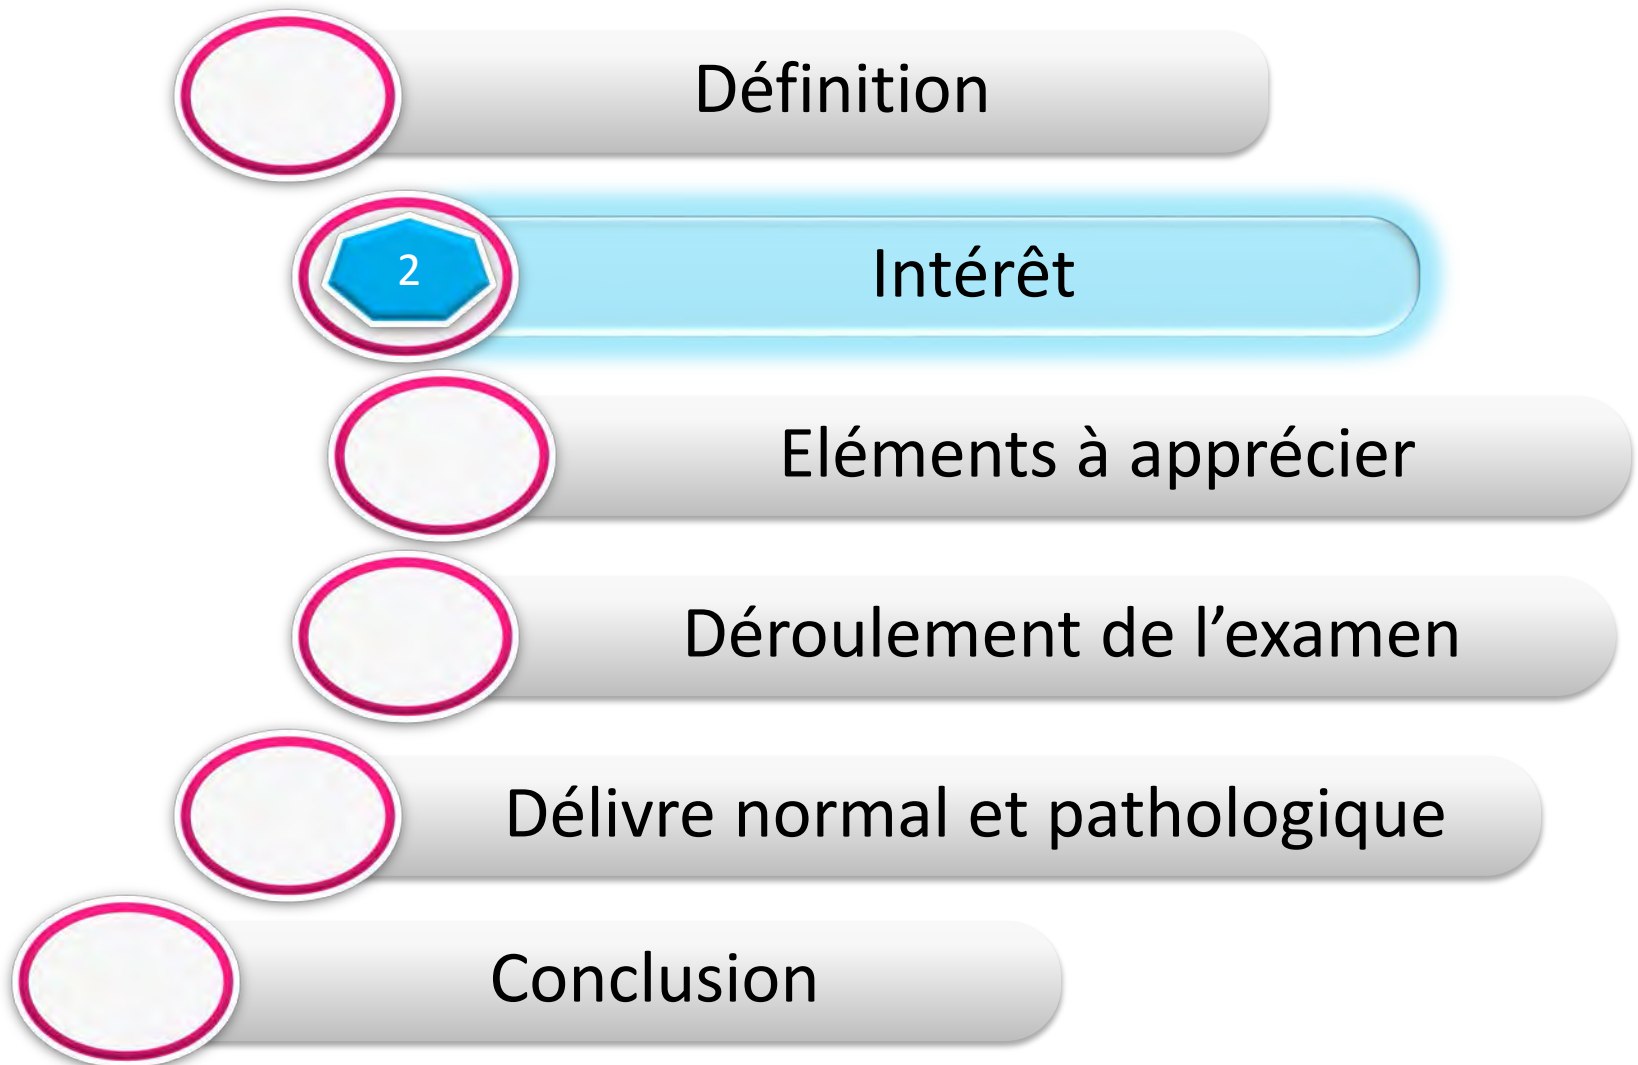 Définition
2
Intérêt
Eléments à apprécier
Déroulement de l’examen
Délivre normal et pathologique
Conclusion